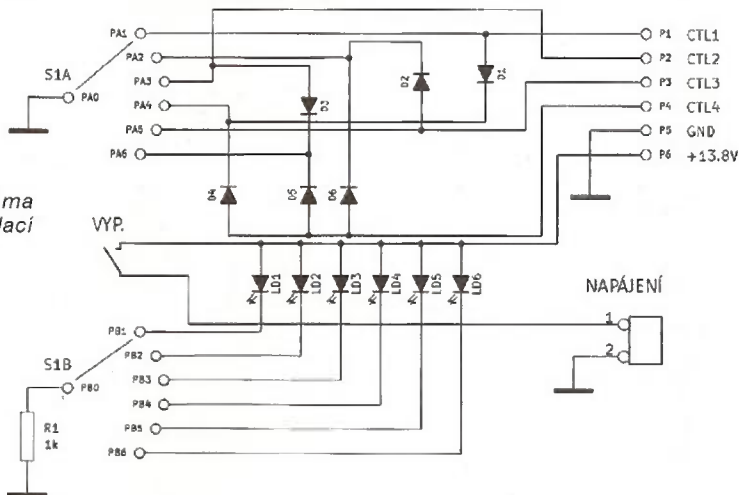 PA1
PA2
PA3
PA4
PA5
PA6
S1A
PA0
D1
D2
D3
D4
D5
D6
P1 CTL1
P2 CTL2
P3 CTL3
P4 CTL4
P5 GND
P6 +13.8V
ma
lací
VYP.
LD1
LD2
LD3
LD4
LD5
LD6
NAPÁJENÍ
1
2
S1B
PB0
PB1
PB2
PB3
PB4
PB5
PB6
R1
1k